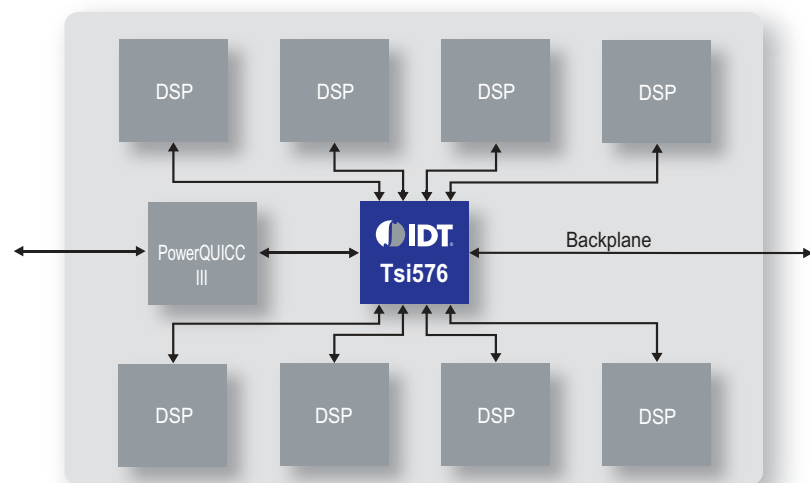 DSP
DSP
DSP
DSP
PowerQUICC
III
IDT
Tsi576
Backplane
DSP
DSP
DSP
DSP